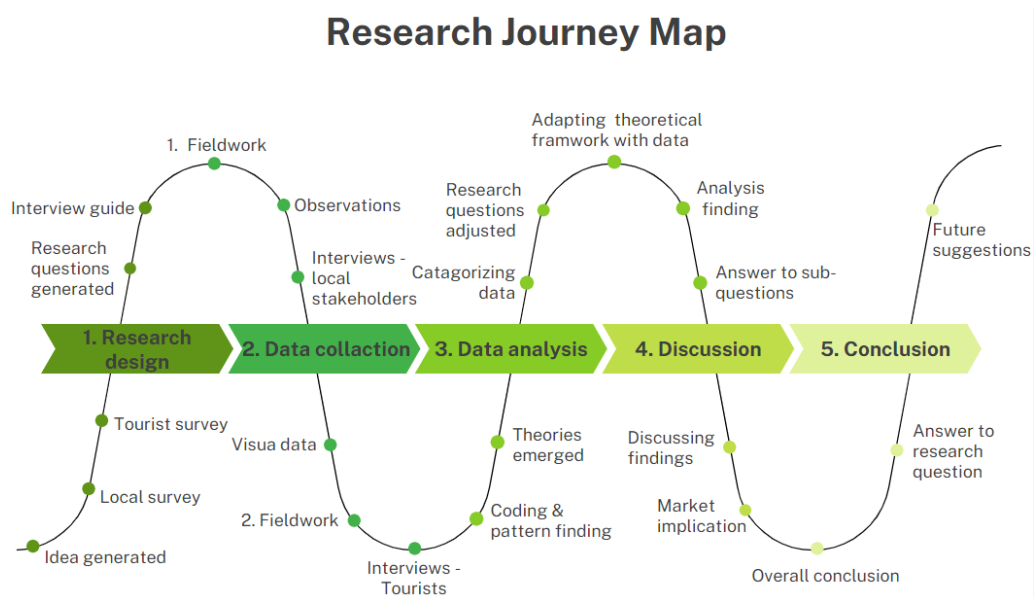 Research Journey Map
Adapting theoretical
framwork with data
1. Fieldwork
Interview guide
Observations
Research
questions
adjusted
Analysis
finding
Research
questions
generated
Interviews -
local
stakeholders
Catagorizing
data
Answer to sub-
questions
Future
suggestions
1. Research
design
2. Data collaction
3. Data analysis
4. Discussion
5. Conclusion
Tourist survey
Visua data
Theories
emerged
Discussing
findings
Answer to
research
question
Local survey
2. Fieldwork
Coding &
pattern finding
Market
implication
Idea generated
Interviews -
Tourists
Overall conclusion